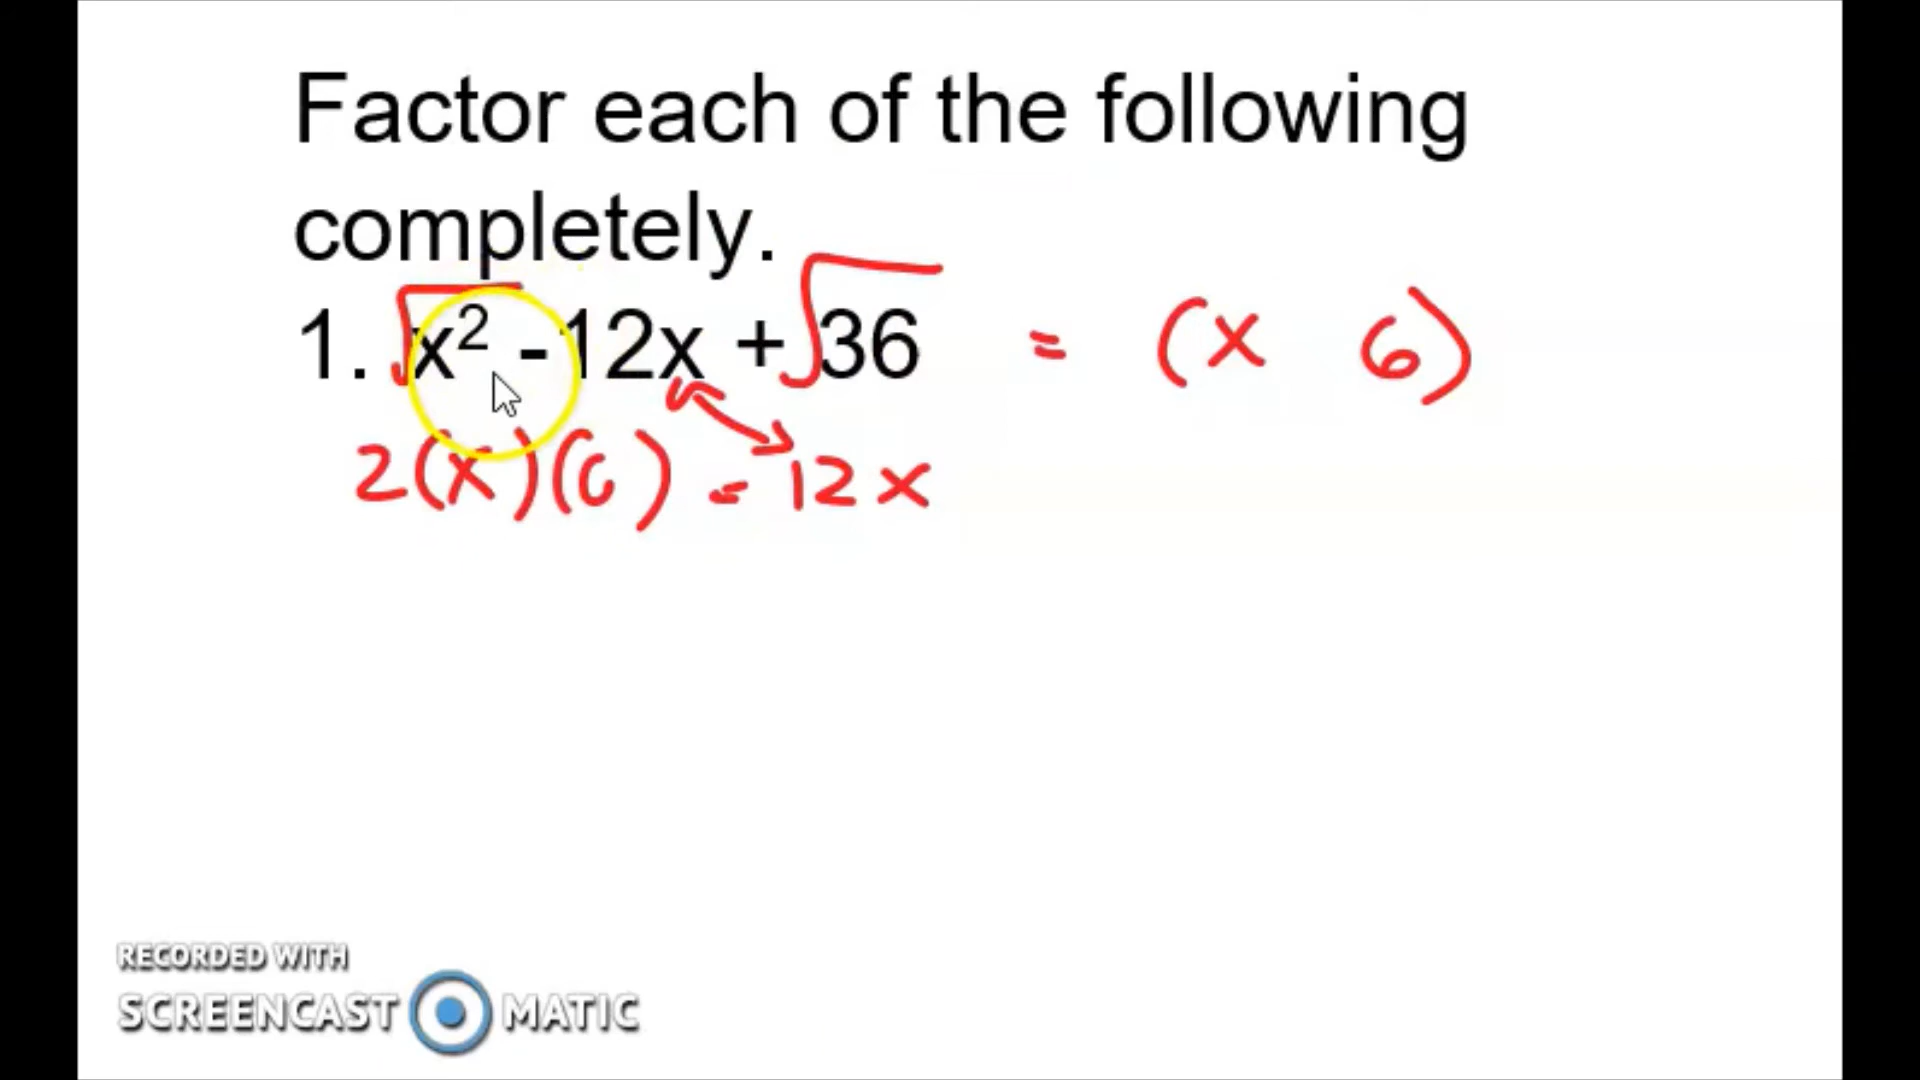 Factor each of the following
completely.
1. √x² - 12x + √36 = (x 6)
2(x)(6) = 12x
RECORDED WITH
SCREENCAST MATIC